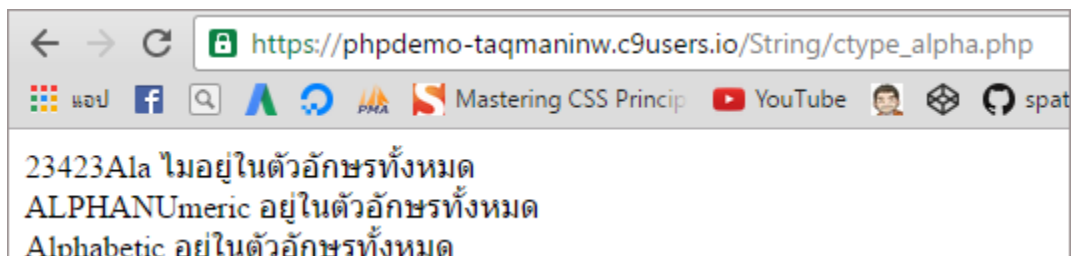 https://phpdemo-taqmaninw.c9users.io/String/ctype_alpha.php
แอป PMA Mastering CSS Princip YouTube spat
23423Ala ไมอยู่ในตัวอักษรทั้งหมด
ALPHANUmeric อยู่ในตัวอักษรทั้งหมด
Alphabetic อยู่ในตัวอักษรทั้งหมด